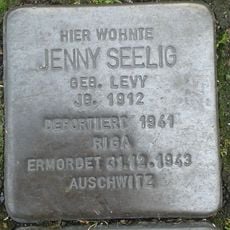 HIER WOHNTE
JENNY SEELIG
GEB. LEVY
JG. 1912
DEPORTIERT 1941
RIGA
ERMORDET 31.12.1943
AUSCHWITZ